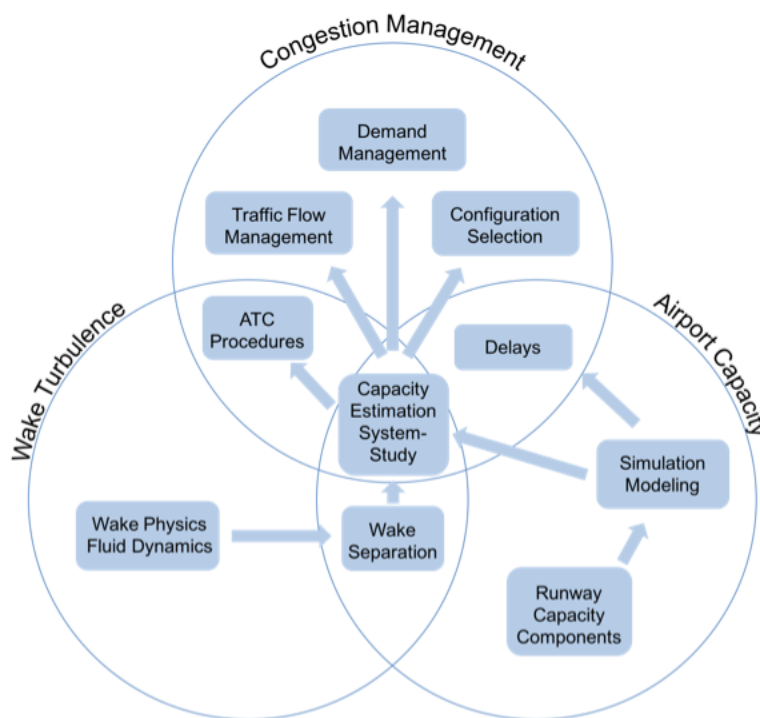 Congestion Management
Demand
Management
Traffic Flow
Management
Configuration
Selection
Wake Turbulence
ATC
Procedures
Delays
Airport Capacity
Capacity
Estimation
System-
Study
Simulation
Modeling
Wake Physics
Fluid Dynamics
Wake
Separation
Runway
Capacity
Components